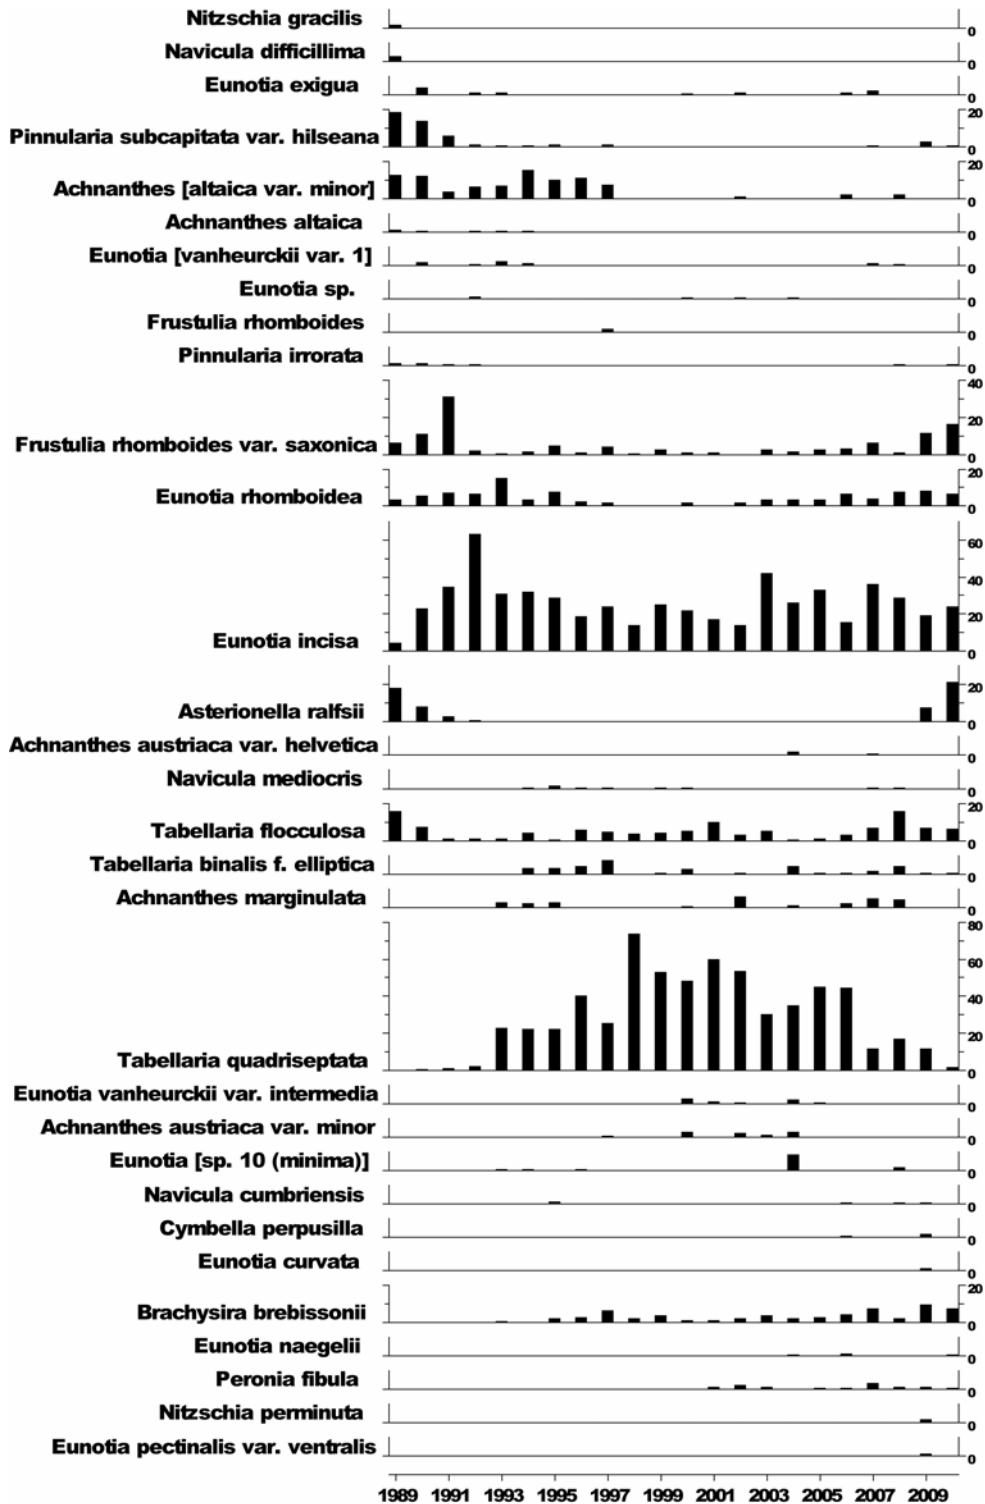 Nitzschia gracilis
0
Navicula difficillima
0
Eunotia exigua
0
20
Pinnularia subcapitata var. hilseana
0
20
Achnanthes [altaica var. minor]
0
Achnanthes altaica
0
Eunotia [vanheurckii var. 1]
0
Eunotia sp.
0
Frustulia rhomboides
0
Pinnularia irrorata
0
40
20
Frustulia rhomboides var. saxonica
0
20
Eunotia rhomboidea
0
60
40
20
Eunotia incisa
0
20
Asterionella ralfsii
0
Achnanthes austriaca var. helvetica
0
Navicula mediocris
0
20
Tabellaria flocculosa
0
Tabellaria binalis f. elliptica
0
Achnanthes marginulata
0
80
60
40
20
Tabellaria quadriseptata
0
Eunotia vanheurckii var. intermedia
0
Achnanthes austriaca var. minor
0
Eunotia [sp. 10 (minima)]
0
Navicula cumbriensis
0
Cymbella perpusilla
0
Eunotia curvata
0
20
Brachysira brebissonii
0
Eunotia naegelii
0
Peronia fibula
0
Nitzschia perminuta
0
Eunotia pectinalis var. ventralis
0
1989 1991 1993 1995 1997 1999 2001 2003 2005 2007 2009